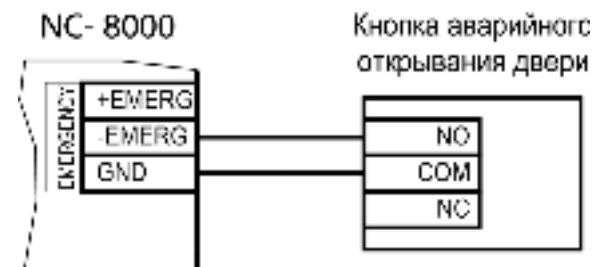 NC- 8000
Кнопка аварийного
открывания двери
EMERGENCY
+EMERG
-EMERG
GND
NO
COM
NC